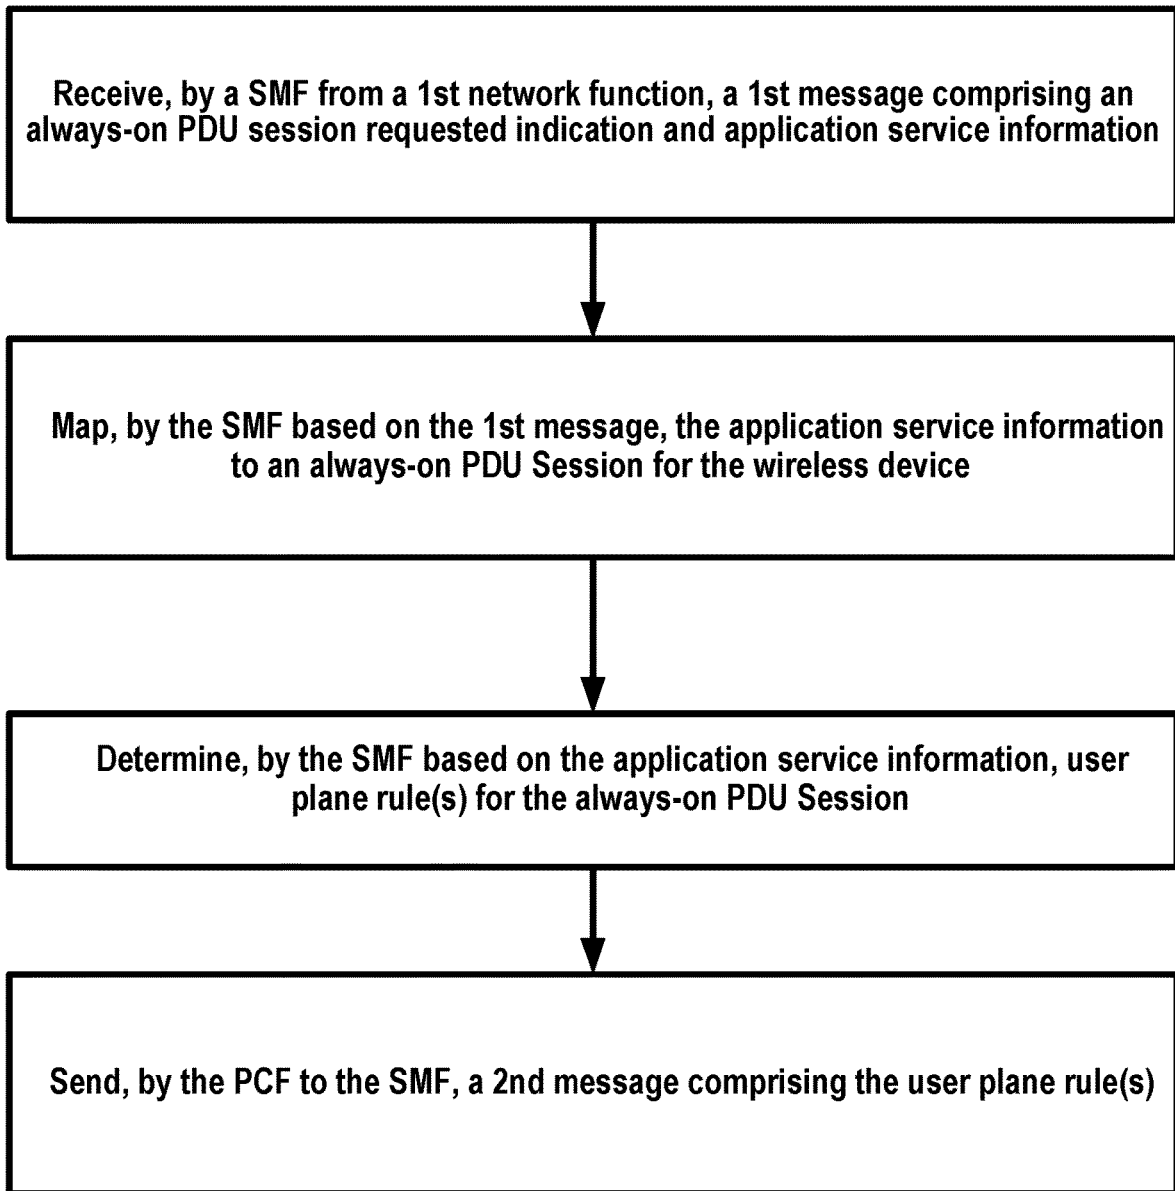 Receive, by a SMF from a 1st network function, a 1st message comprising an
always-on PDU session requested indication and application service information
Map, by the SMF based on the 1st message, the application service information
to an always-on PDU Session for the wireless device
Determine, by the SMF based on the application service information, user
plane rule(s) for the always-on PDU Session
Send, by the PCF to the SMF, a 2nd message comprising the user plane rule(s)